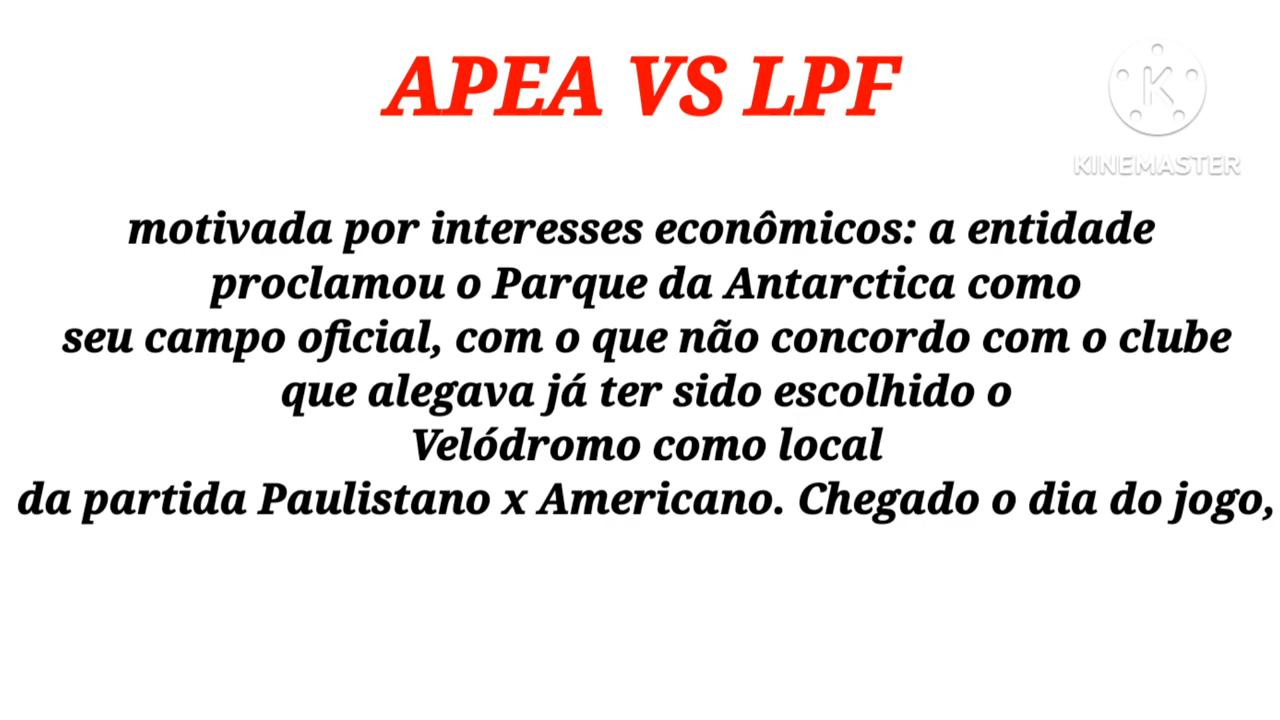 APEA VS LPF
K
KINEMASTER
motivada por interesses econômicos: a entidade
proclamou o Parque da Antarctica como
seu campo oficial, com o que não concordo com o clube
que alegava já ter sido escolhido o
Velódromo como local
da partida Paulistano x Americano. Chegado o dia do jogo,